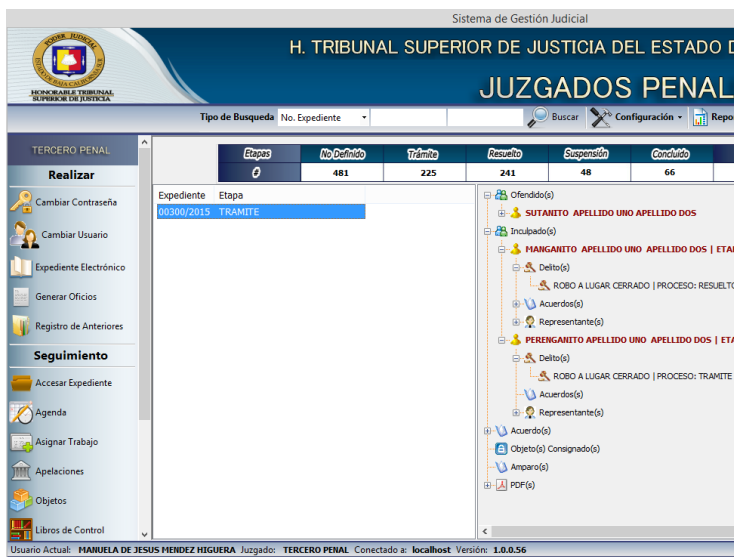 Sistema de Gestión Judicial
PODER JUDICIAL
HONORABLE TRIBUNAL
SUPERIOR DE JUSTICIA
H. TRIBUNAL SUPERIOR DE JUSTICIA DEL ESTADO D
JUZGADOS PENAL
Tipo de Busqueda No. Expediente Buscar Configuración Repo
TERCERO PENAL
Realizar
Cambiar Contraseña
Cambiar Usuario
Expediente Electrónico
Generar Oficios
Registro de Anteriores
Seguimiento
Accesar Expediente
Agenda
Asignar Trabajo
Apelaciones
Objetos
Libros de Control
Etapas No Definido Trámite Resuelto Suspensión Concluido
# 481 225 241 48 66
Expediente Etapa
00300/2015 TRAMITE
Ofendido(s)
SUTANITO APELLIDO UNO APELLIDO DOS
Inculpado(s)
MANGANITO APELLIDO UNO APELLIDO DOS | ETA
Delito(s)
ROBO A LUGAR CERRADO | PROCESO: RESUELTO
Acuerdos(s)
Representante(s)
PERENGANITO APELLIDO UNO APELLIDO DOS | ETA
Delito(s)
ROBO A LUGAR CERRADO | PROCESO: TRAMITE
Acuerdos(s)
Representante(s)
Acuerdo(s)
Objeto(s) Consignado(s)
Amparo(s)
PDF(s)
Usuario Actual: MANUELA DE JESUS MENDEZ HIGUERA Juzgado: TERCERO PENAL Conectado a: localhost Versión: 1.0.0.56